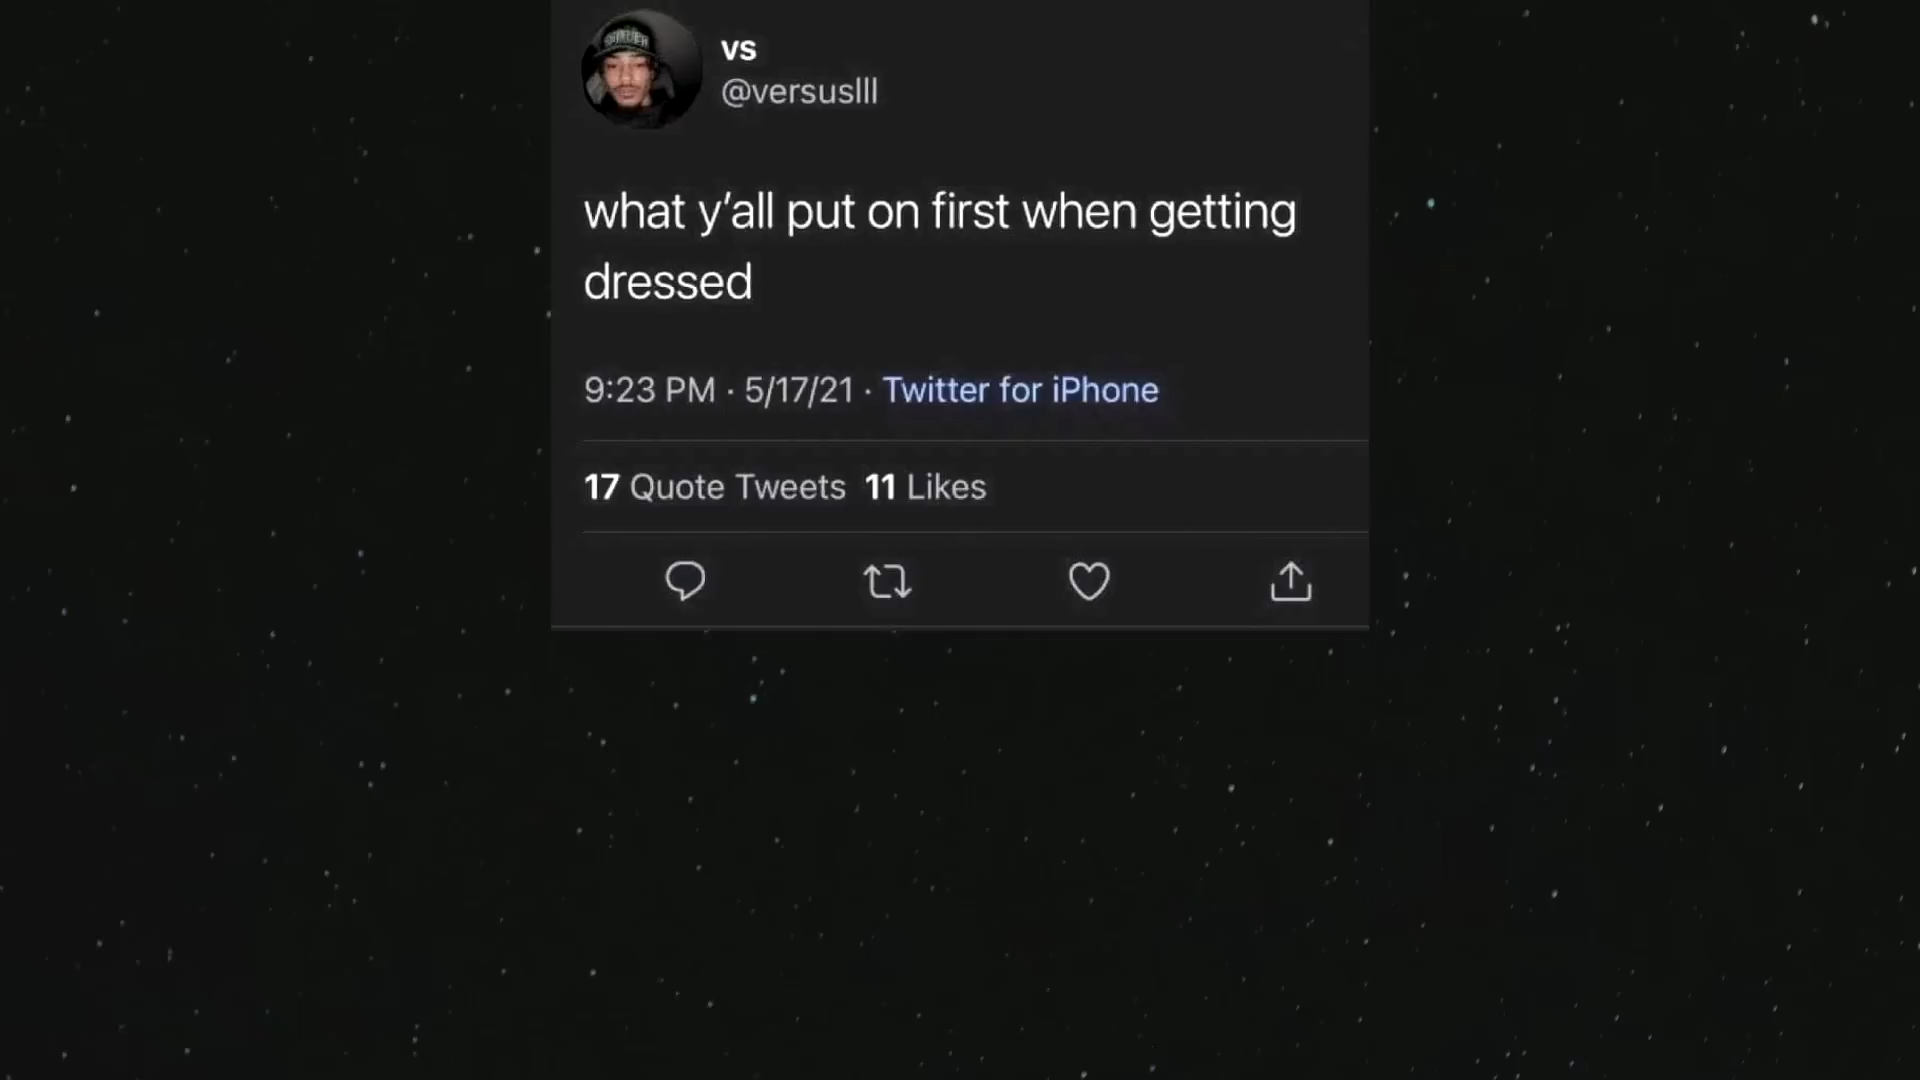 vs
@versuslll
what y'all put on first when getting
dressed
9:23 PM · 5/17/21 · Twitter for iPhone
17 Quote Tweets 11 Likes